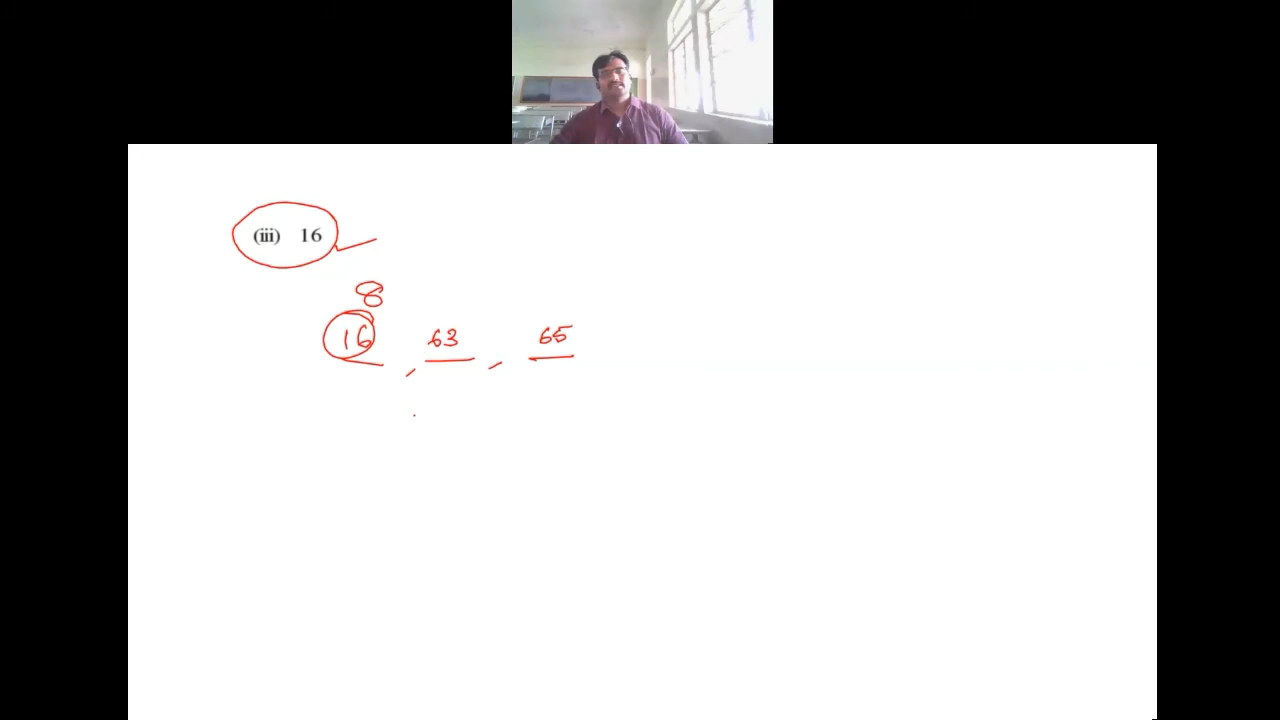 (iii) 16
8
16 , 63 , 65